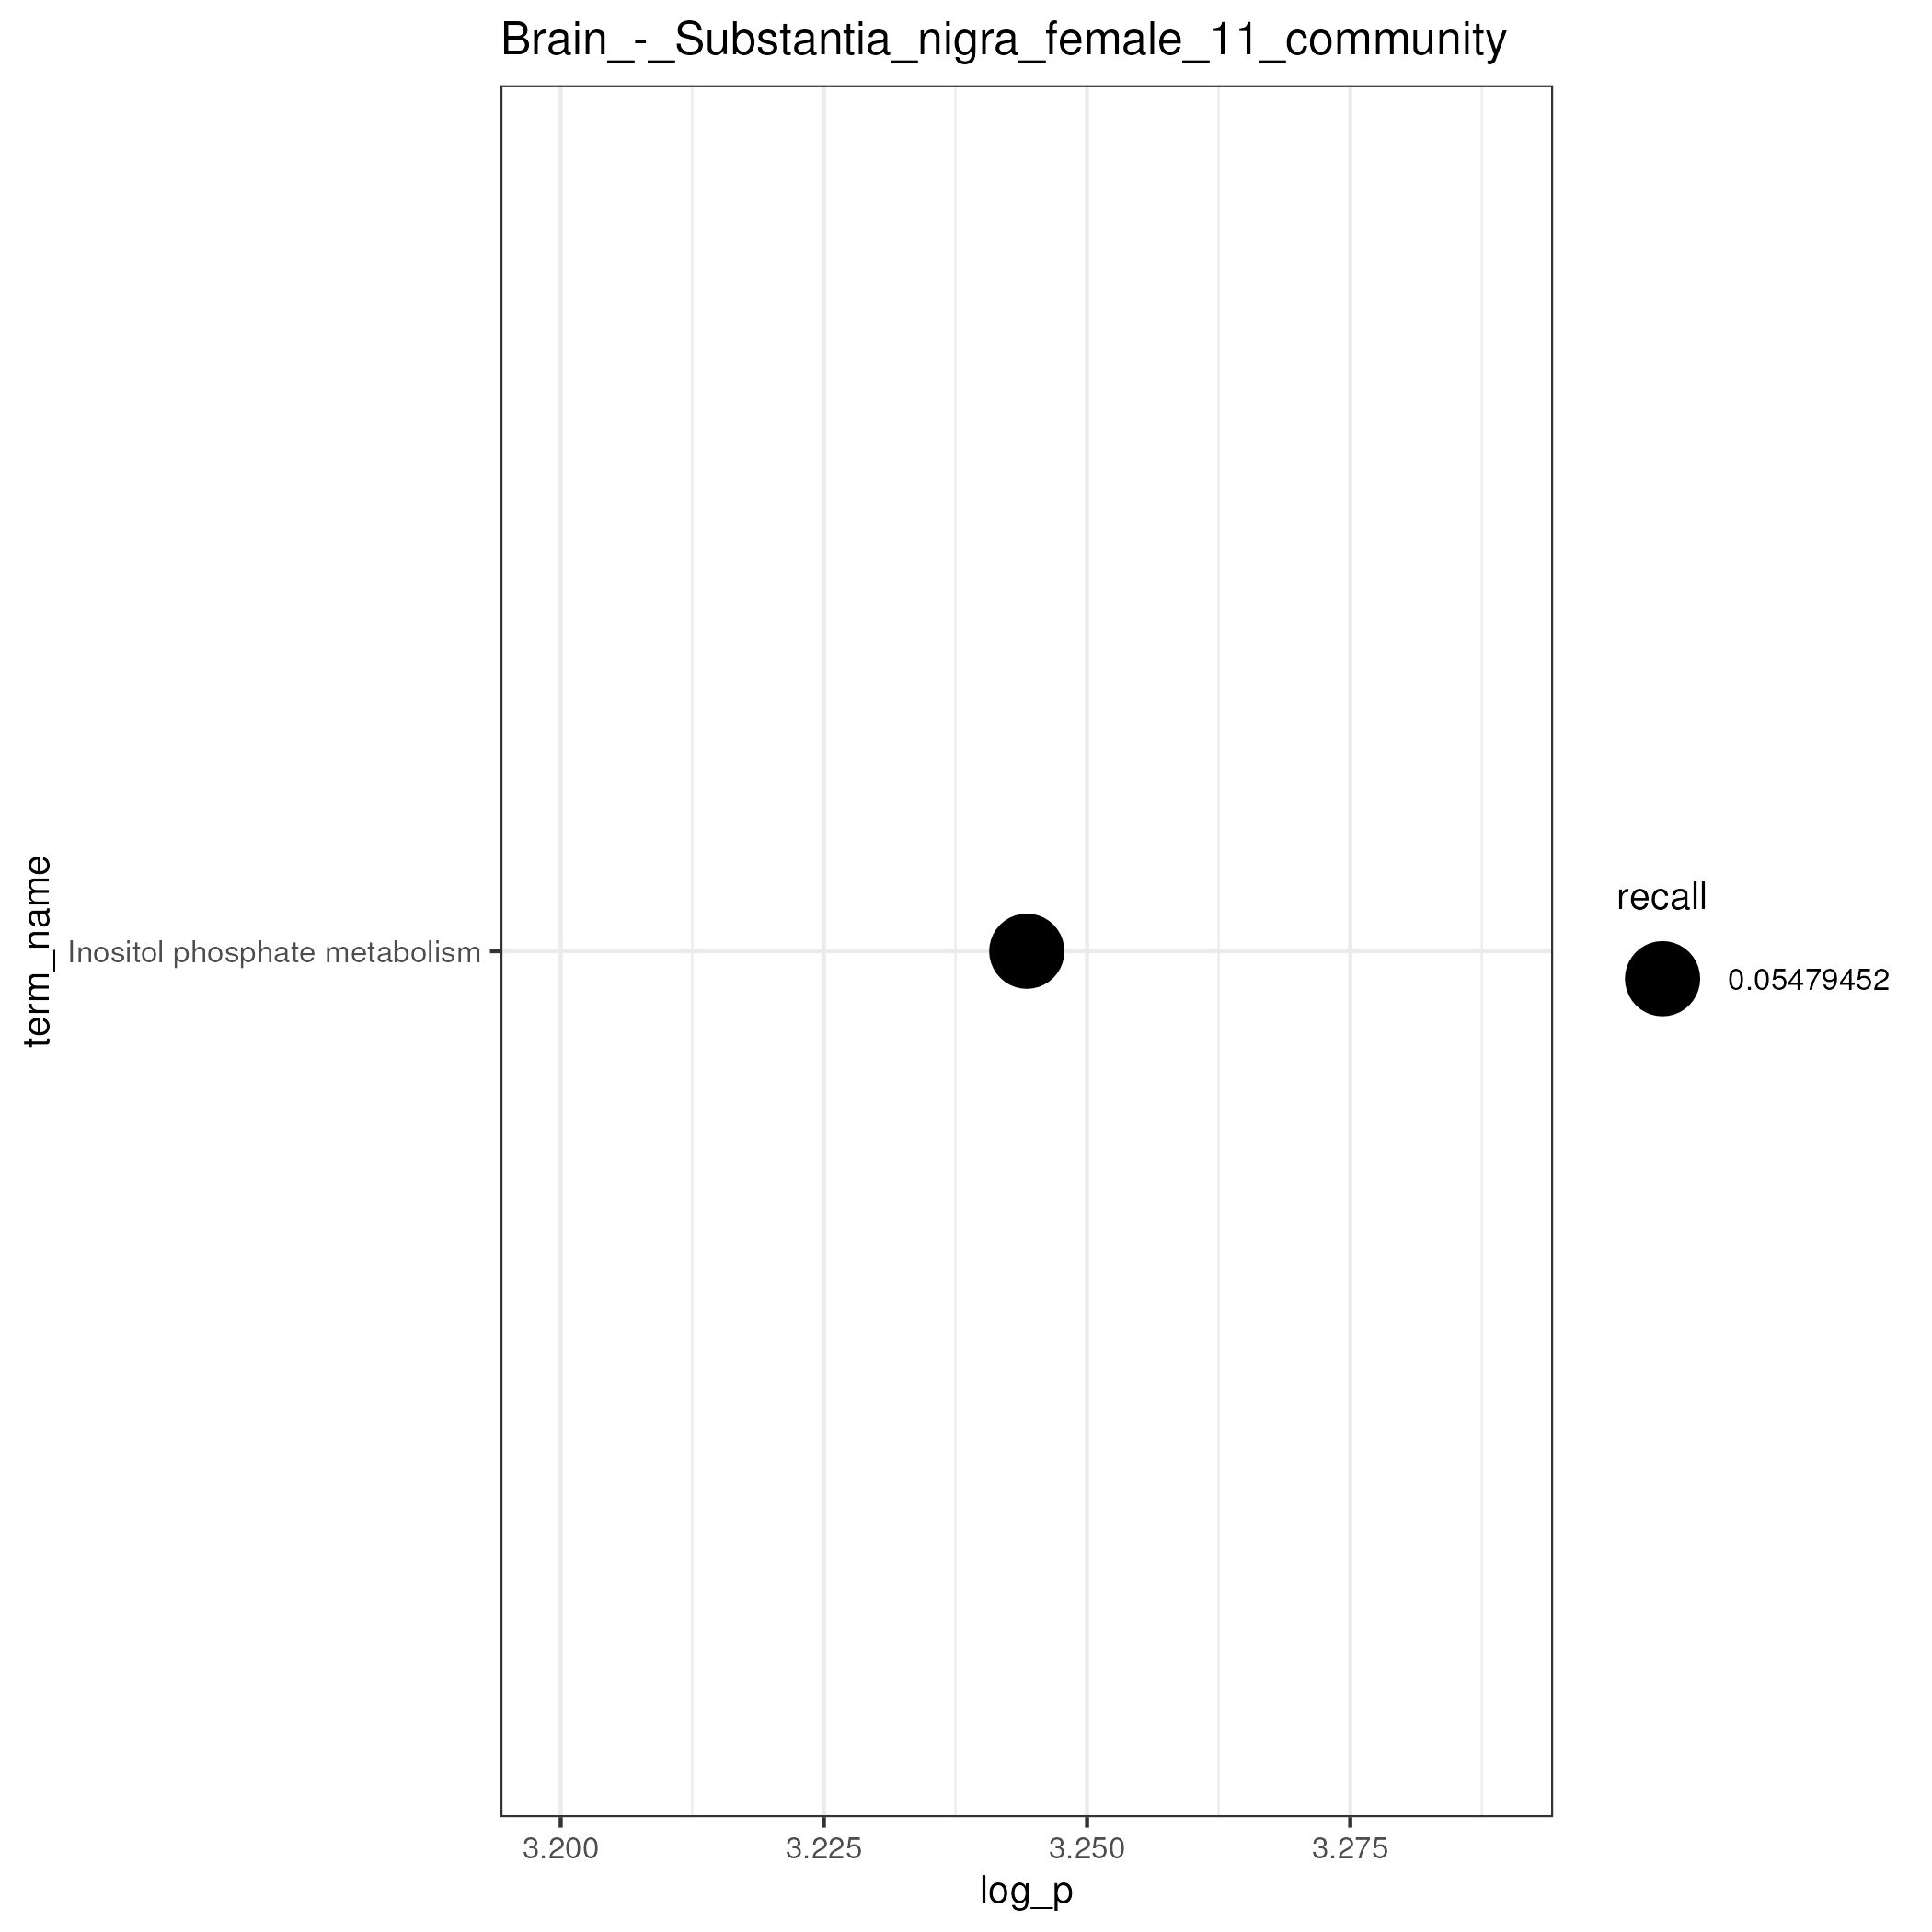 Brain_-_Substantia_nigra_female_11_community
term_name
Inositol phosphate metabolism
3.200 3.225 3.250 3.275
log_p
recall
0.05479452